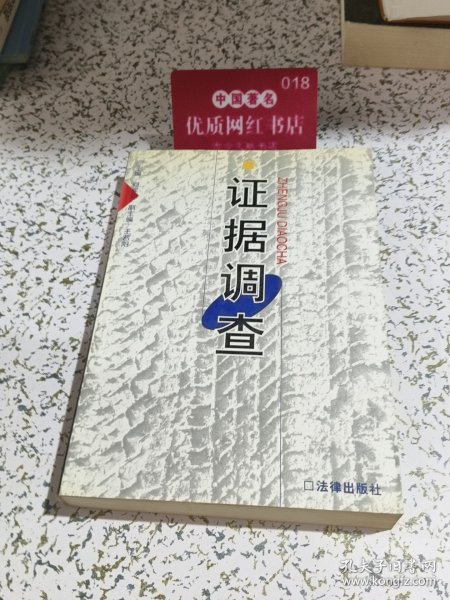 018
中国著名
优质网红书店
证据调查
ZHENGJU DIAOCHA
口法律出版社
孔夫子旧书网
www.kongfz.com